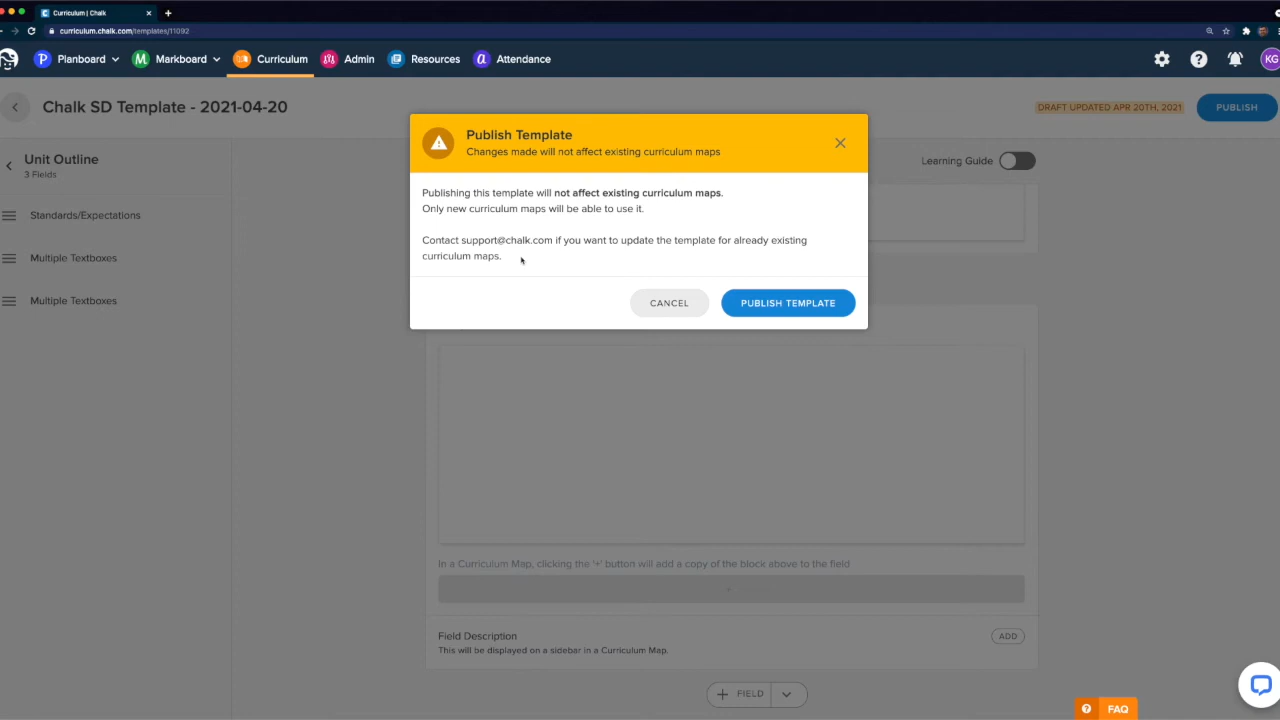 Curriculum | Chalk
curriculum.chalk.com/templates/11092
Planboard
Markboard
Curriculum
Admin
Resources
Attendance
KG
Chalk SD Template - 2021-04-20
DRAFT UPDATED APR 20TH, 2021
PUBLISH
Unit Outline
3 Fields
Learning Guide
Standards/Expectations
Multiple Textboxes
Multiple Textboxes
Publish Template
Changes made will not affect existing curriculum maps
Publishing this template will not affect existing curriculum maps.
Only new curriculum maps will be able to use it.
Contact support@chalk.com if you want to update the template for already existing
curriculum maps.
CANCEL
PUBLISH TEMPLATE
In a Curriculum Map, clicking the '+' button will add a copy of the block above to the field
Field Description
This will be displayed on a sidebar in a Curriculum Map.
ADD
+ FIELD
? FAQ